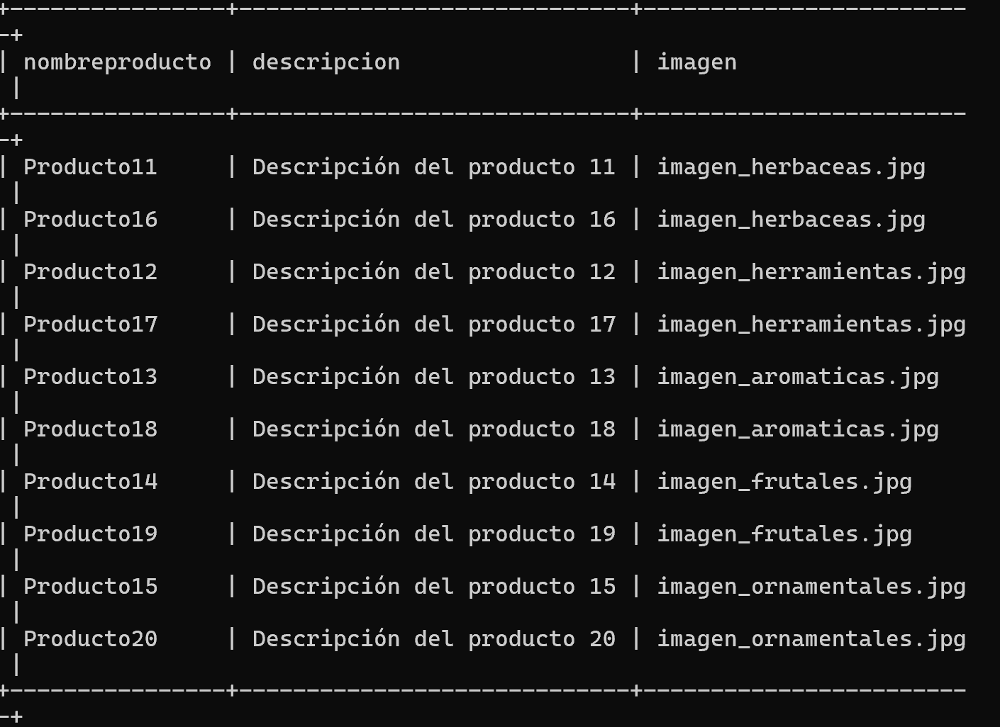 +----------------+-----------------------------+------------------------
-+
| nombreproducto | descripcion                 | imagen
 |
+----------------+-----------------------------+------------------------
-+
| Producto11     | Descripción del producto 11 | imagen_herbaceas.jpg
 |
| Producto16     | Descripción del producto 16 | imagen_herbaceas.jpg
 |
| Producto12     | Descripción del producto 12 | imagen_herramientas.jpg
 |
| Producto17     | Descripción del producto 17 | imagen_herramientas.jpg
 |
| Producto13     | Descripción del producto 13 | imagen_aromaticas.jpg
 |
| Producto18     | Descripción del producto 18 | imagen_aromaticas.jpg
 |
| Producto14     | Descripción del producto 14 | imagen_frutales.jpg
 |
| Producto19     | Descripción del producto 19 | imagen_frutales.jpg
 |
| Producto15     | Descripción del producto 15 | imagen_ornamentales.jpg
 |
| Producto20     | Descripción del producto 20 | imagen_ornamentales.jpg
 |
+----------------+-----------------------------+------------------------
-+